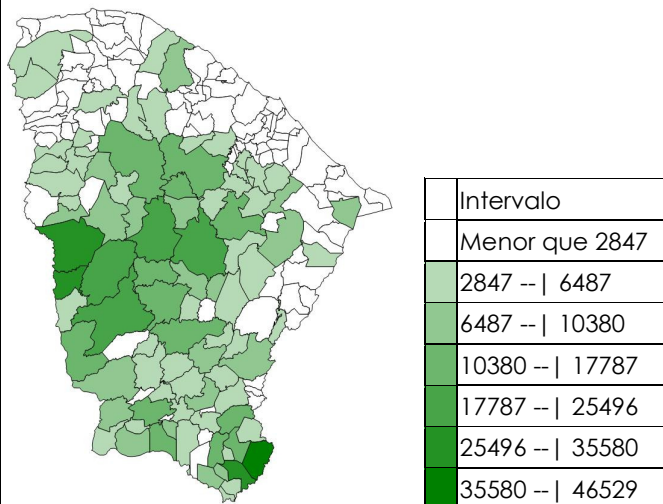 Intervalo
Menor que 2847
2847 --| 6487
6487 --| 10380
10380 --| 17787
17787 --| 25496
25496 --| 35580
35580 --| 46529